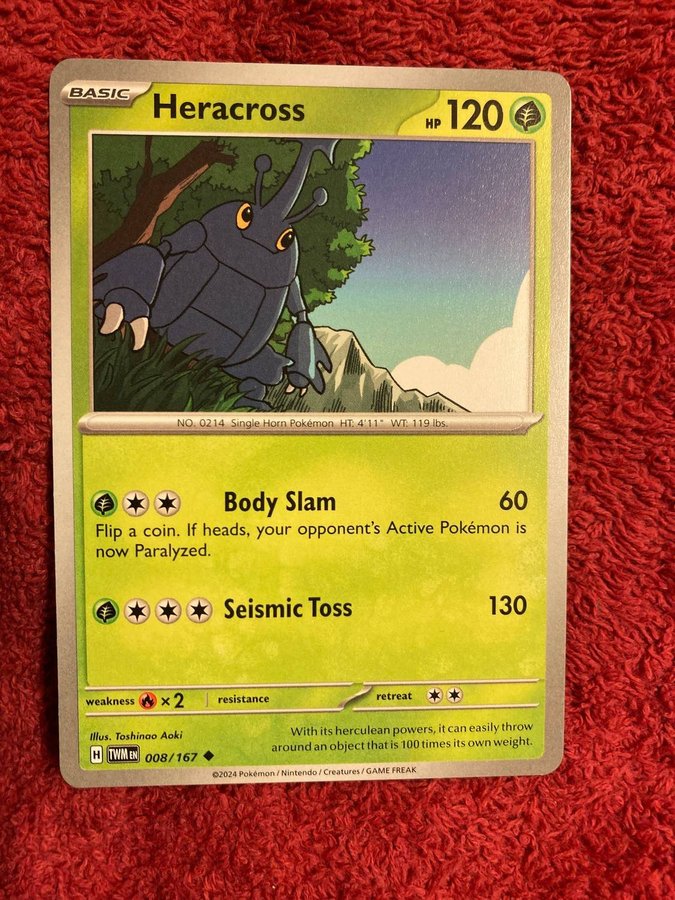 BASIC Heracross HP 120
NO. 0214 Single Horn Pokémon HT: 4'11" WT: 119 lbs.
Body Slam 60
Flip a coin. If heads, your opponent's Active Pokémon is
now Paralyzed.
Seismic Toss 130
weakness ×2 resistance retreat
Illus. Toshinao Aoki
With its herculean powers, it can easily throw
around an object that is 100 times its own weight.
H TWM EN 008/167
©2024 Pokémon / Nintendo / Creatures / GAME FREAK